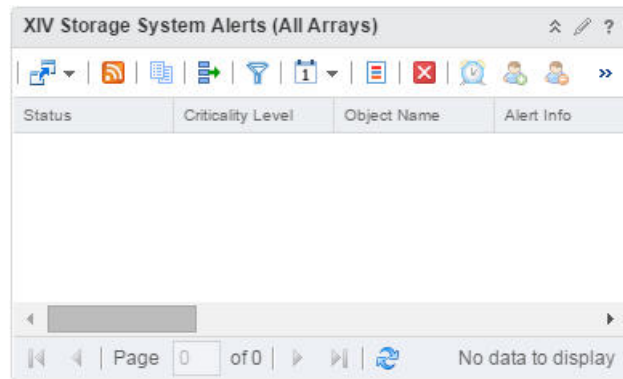 XIV Storage System Alerts (All Arrays) ?
1 »
Status Criticality Level Object Name Alert Info
Page 0 of 0 No data to display